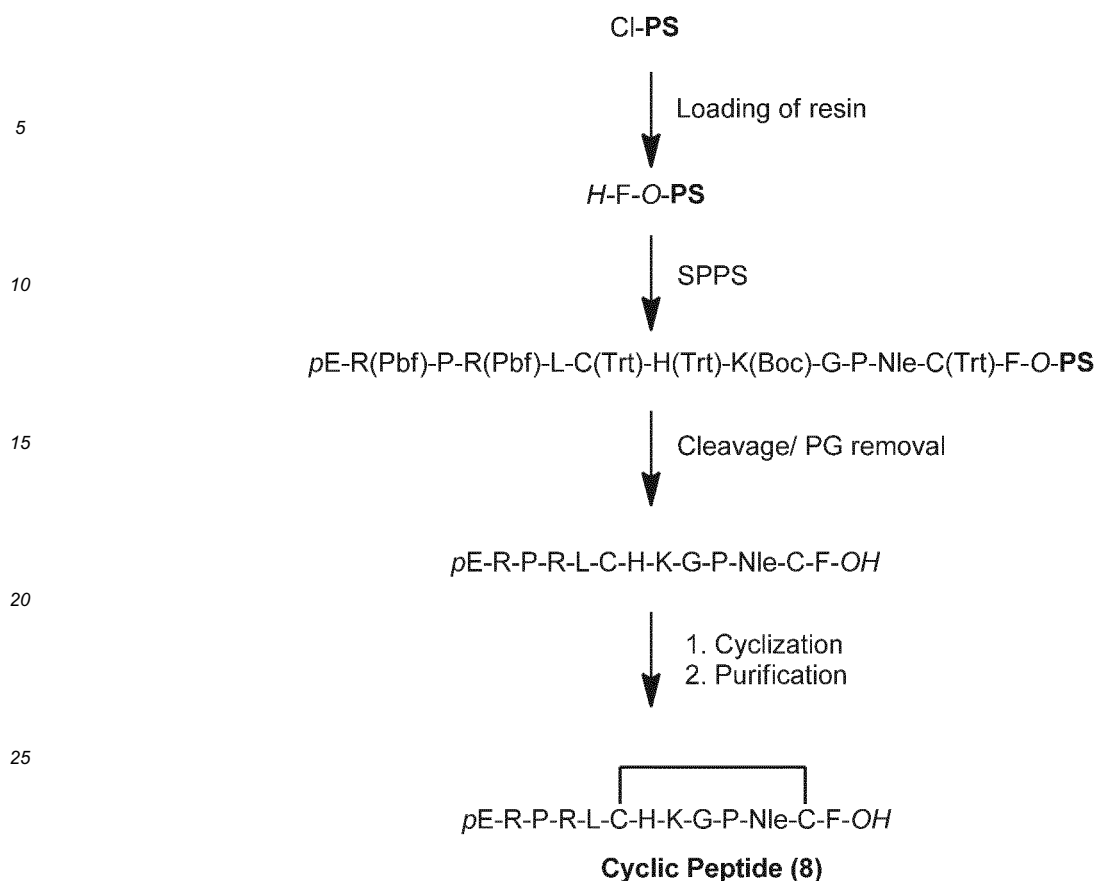 Cl-PS
5
Loading of resin
H-F-O-PS
10
SPPS
pE-R(Pbf)-P-R(Pbf)-L-C(Trt)-H(Trt)-K(Boc)-G-P-Nle-C(Trt)-F-O-PS
15
Cleavage/ PG removal
pE-R-P-R-L-C-H-K-G-P-Nle-C-F-OH
20
1. Cyclization
2. Purification
25
pE-R-P-R-L-C-H-K-G-P-Nle-C-F-OH
Cyclic Peptide (8)